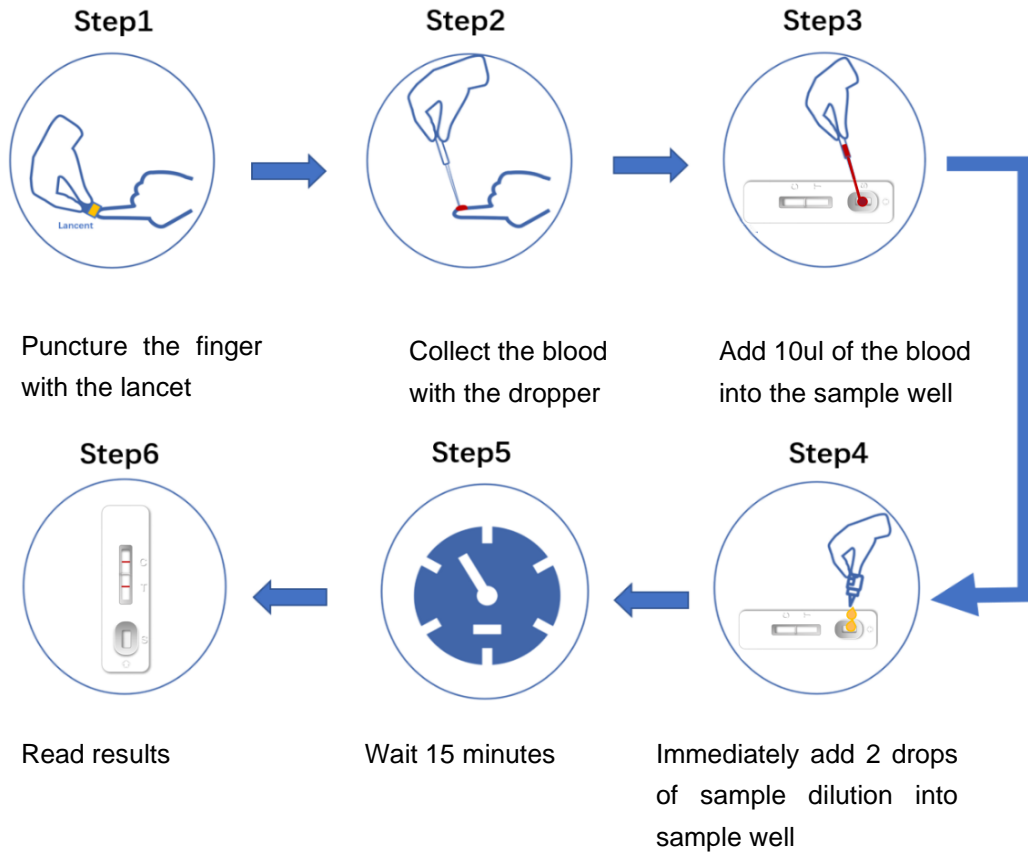 Step1
Step2
Step3
Lancent
C T
S
Puncture the finger
with the lancet
Collect the blood
with the dropper
Add 10ul of the blood
into the sample well
Step6
Step5
Step4
C
T
S
C T
Read results
Wait 15 minutes
Immediately add 2 drops
of sample dilution into
sample well